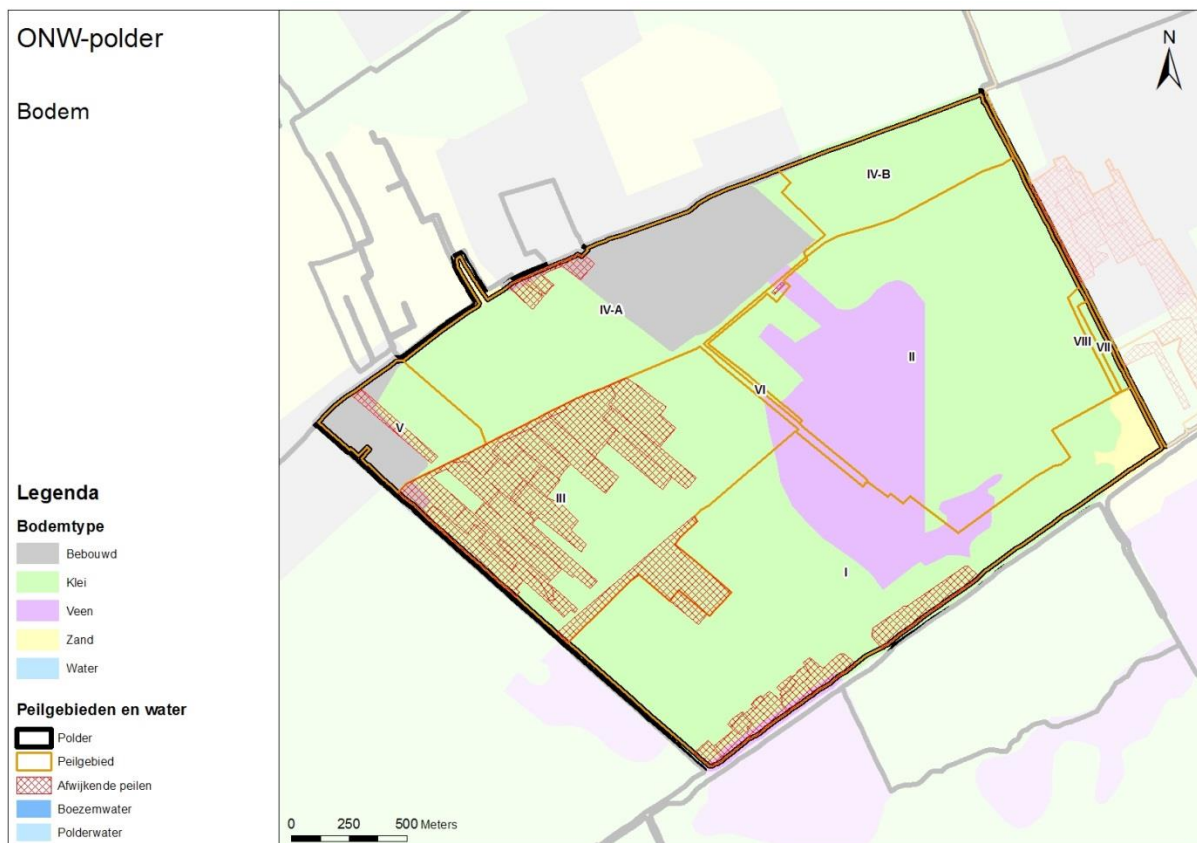 ONW-polder
Bodem
Legenda
Bodemtype
Bebouwd
Klei
Veen
Zand
Water
Peilgebieden en water
Polder
Peilgebied
Afwijkende peilen
Boezemwater
Polderwater
N
IV-B
IV-A
II
VIII
VII
VI
V
III
I
0 250 500 Meters